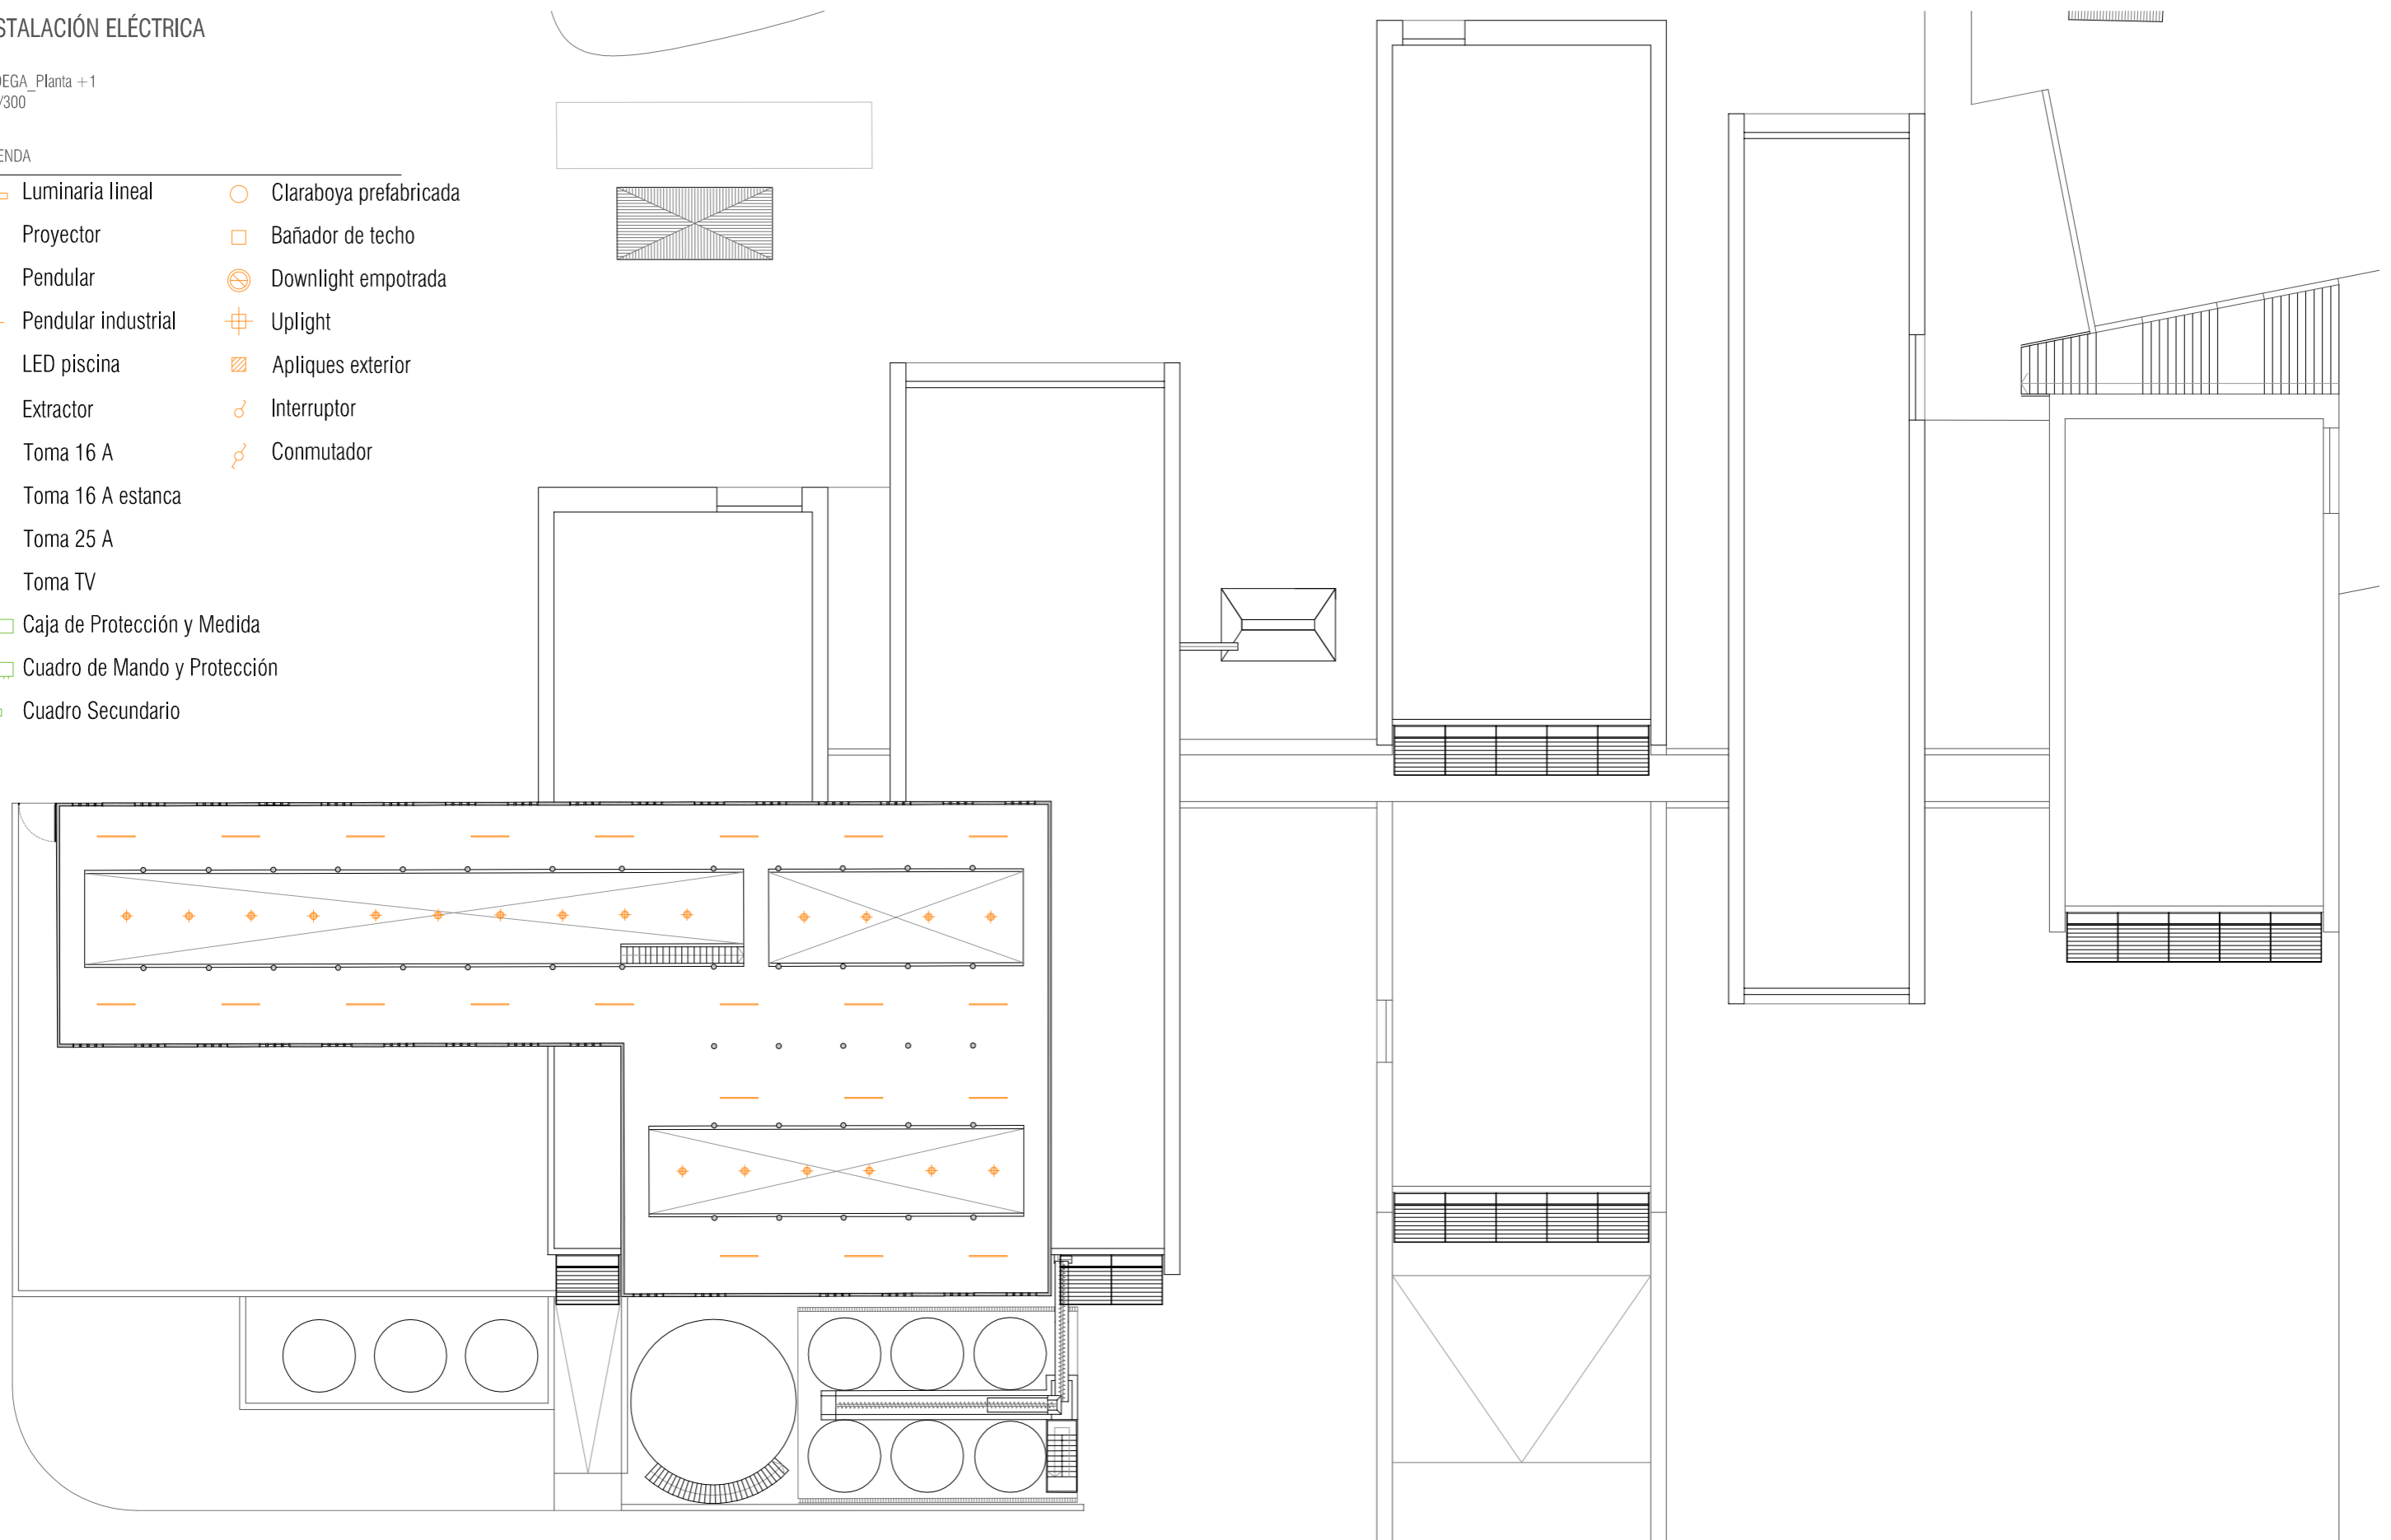 STALACIÓN ELÉCTRICA
DEGA_Planta +1
/300
ENDA
Luminaria lineal
Proyector
Pendular
Pendular industrial
LED piscina
Extractor
Toma 16 A
Toma 16 A estanca
Toma 25 A
Toma TV
Caja de Protección y Medida
Cuadro de Mando y Protección
Cuadro Secundario
Claraboya prefabricada
Bañador de techo
Downlight empotrada
Uplight
Apliques exterior
Interruptor
Conmutador